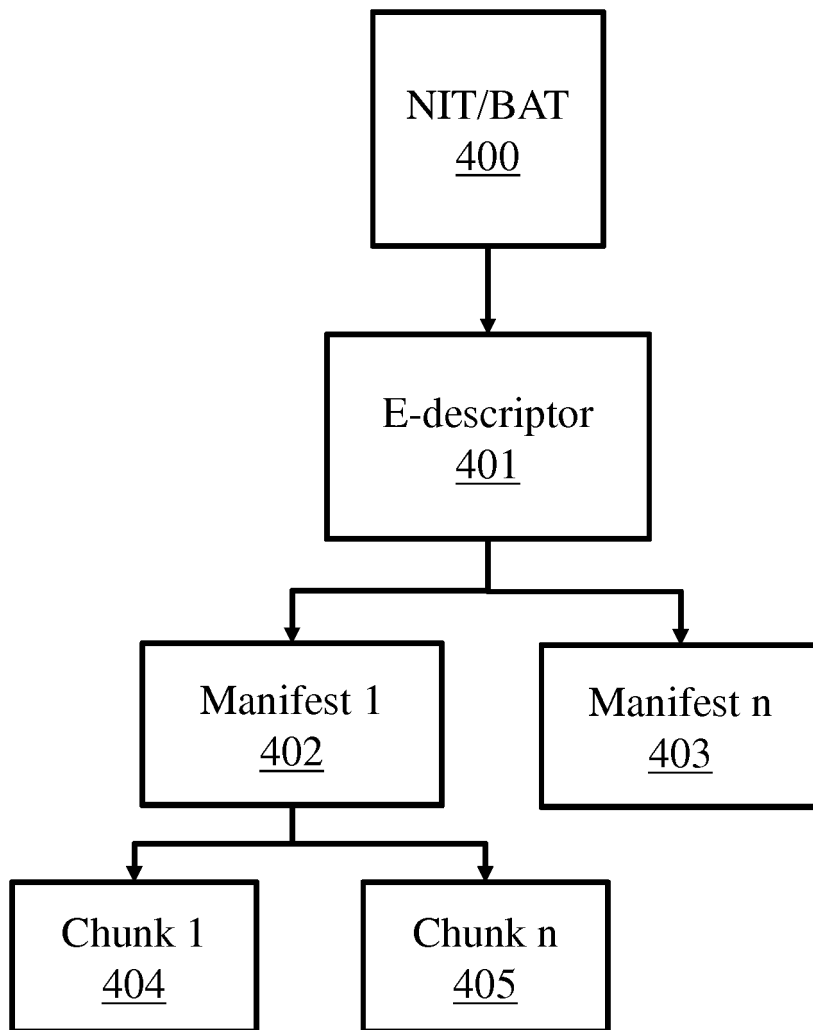 NIT/BAT
400
E-descriptor
401
Manifest 1
402
Manifest n
403
Chunk 1
404
Chunk n
405